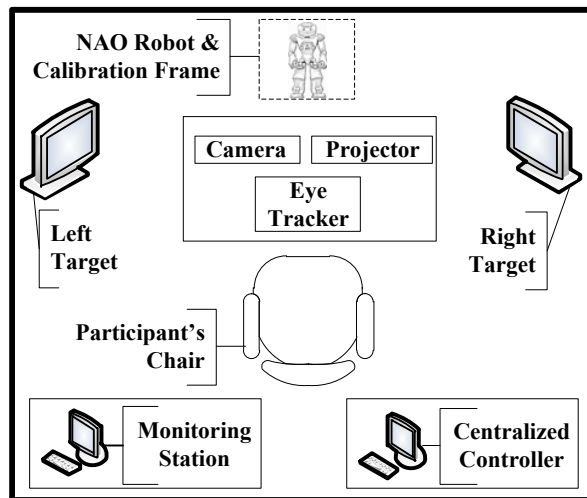 NAO Robot &
Calibration Frame
Camera
Projector
Eye
Tracker
Left
Target
Right
Target
Participant's
Chair
Monitoring
Station
Centralized
Controller